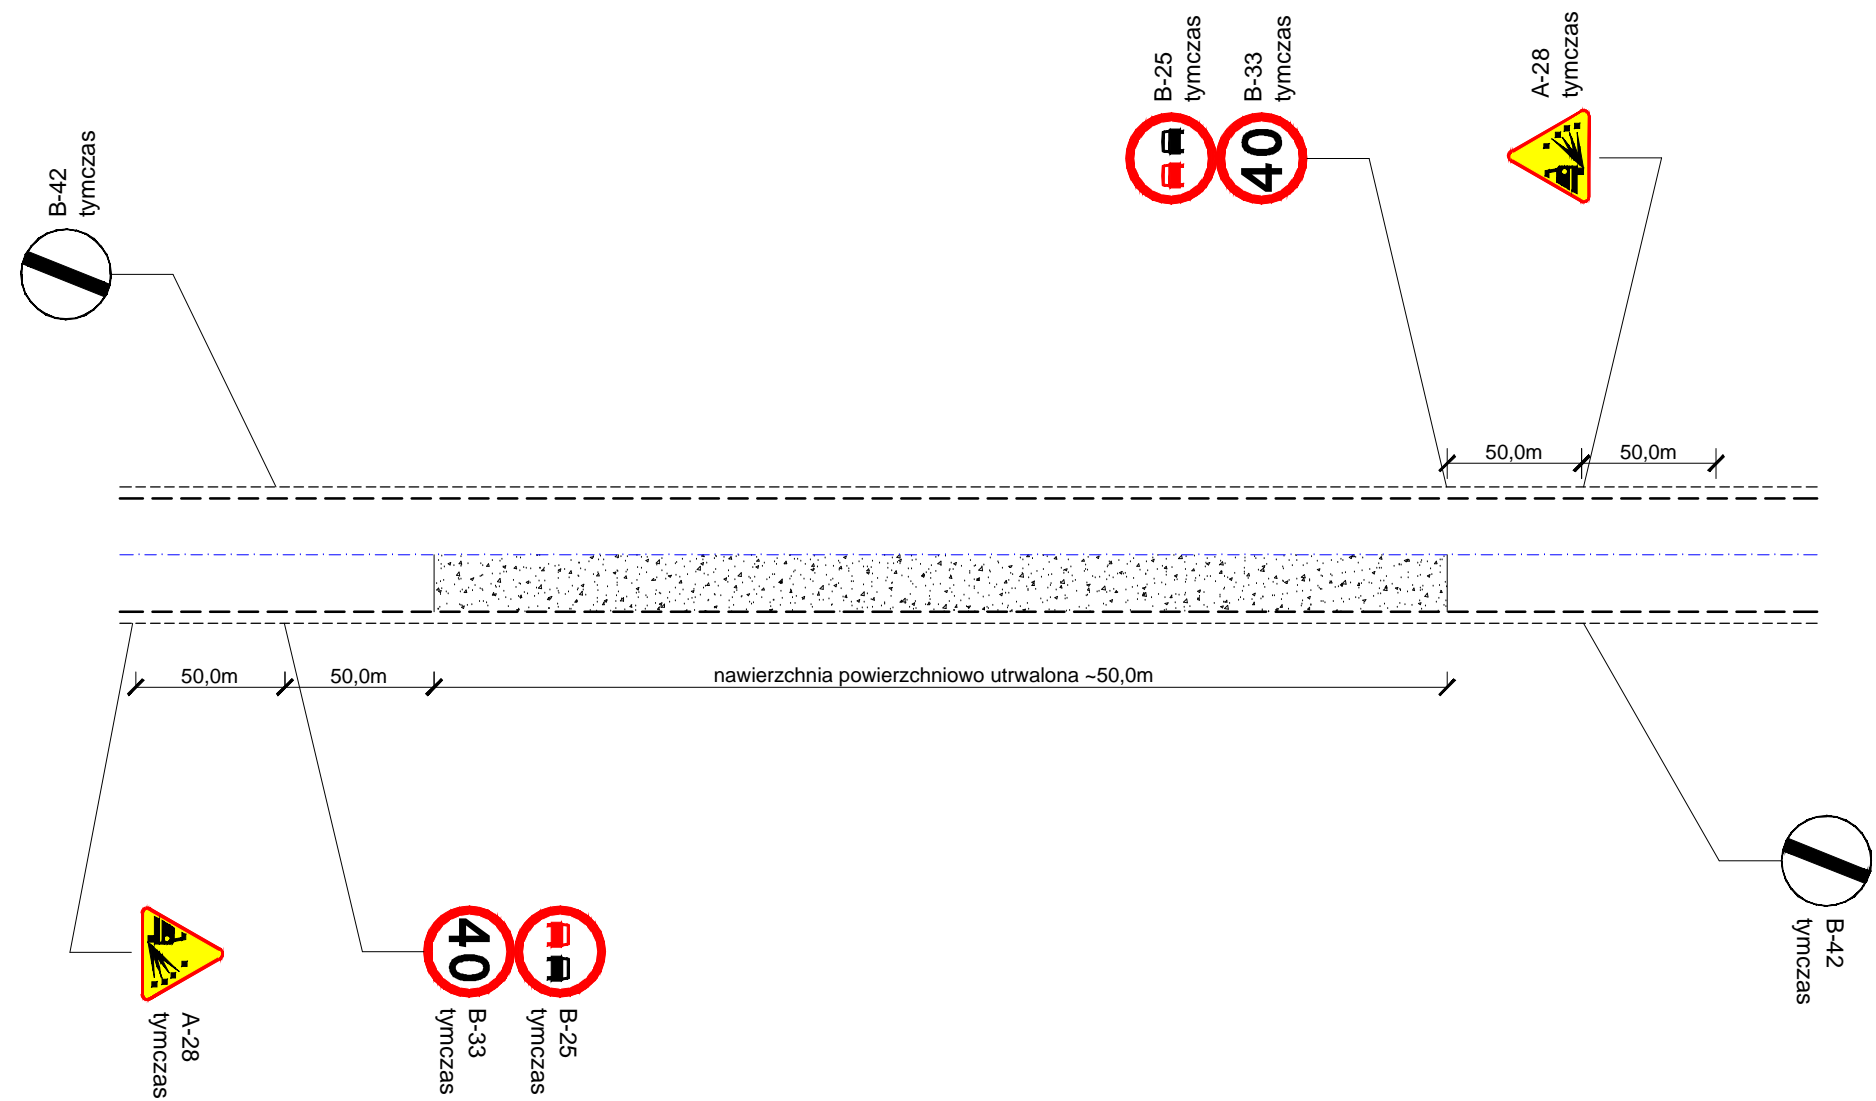 B-25
tymczas
B-33
tymczas
A-28
tymczas
40
B-42
tymczas
50,0m
50,0m
50,0m
50,0m
nawierzchnia powierzchniowo utrwalona ~50,0m
40
A-28
tymczas
B-33
tymczas
B-25
tymczas
B-42
tymczas